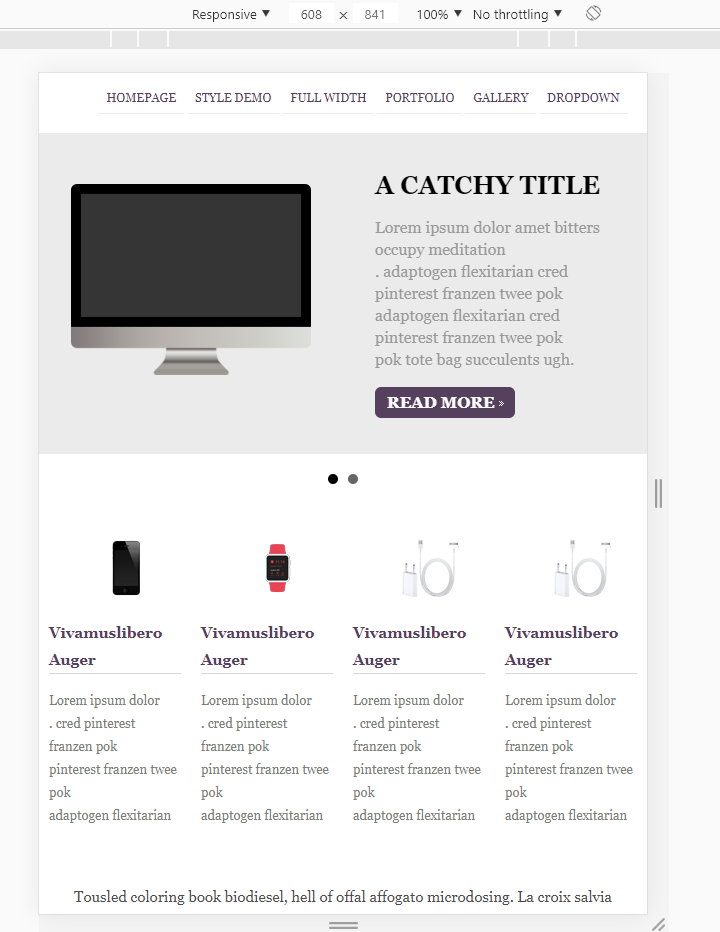 Responsive ▼ 608 × 841 100% ▼ No throttling ▼
HOMEPAGE STYLE DEMO FULL WIDTH PORTFOLIO GALLERY DROPDOWN
A CATCHY TITLE
Lorem ipsum dolor amet bitters
occupy meditation
. adaptogen flexitarian cred
pinterest franzen twee pok
adaptogen flexitarian cred
pinterest franzen twee pok
pok tote bag succulents ugh.
READ MORE »
Vivamuslibero
Auger
Lorem ipsum dolor
. cred pinterest
franzen pok
pinterest franzen twee
pok
adaptogen flexitarian
Vivamuslibero
Auger
Lorem ipsum dolor
. cred pinterest
franzen pok
pinterest franzen twee
pok
adaptogen flexitarian
Vivamuslibero
Auger
Lorem ipsum dolor
. cred pinterest
franzen pok
pinterest franzen twee
pok
adaptogen flexitarian
Vivamuslibero
Auger
Lorem ipsum dolor
. cred pinterest
franzen pok
pinterest franzen twee
pok
adaptogen flexitarian
Tousled coloring book biodiesel, hell of offal affogato microdosing. La croix salvia